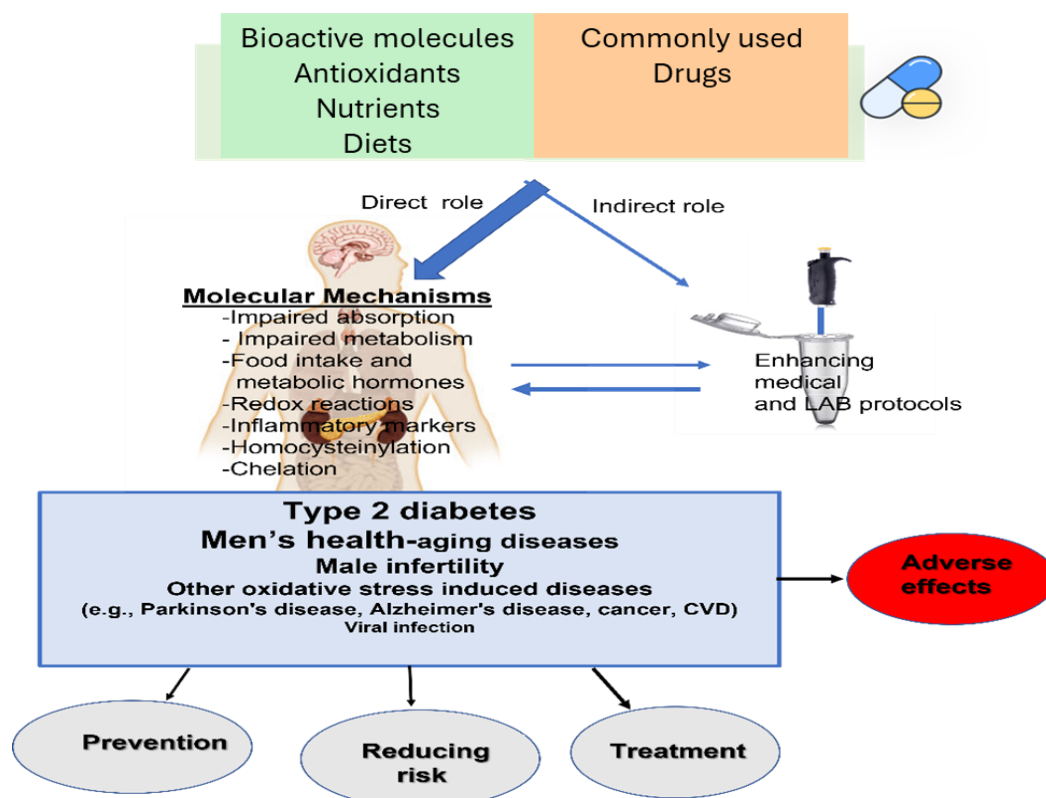 Bioactive molecules
Antioxidants
Nutrients
Diets
Commonly used
Drugs
Direct role
Indirect role
Molecular Mechanisms
-Impaired absorption
- Impaired metabolism
-Food intake and
metabolic hormones
-Redox reactions
-Inflammatory markers
-Homocysteinylation
-Chelation
Enhancing
medical
and LAB protocols
Type 2 diabetes
Men's health-aging diseases
Male infertility
Other oxidative stress induced diseases
(e.g., Parkinson's disease, Alzheimer's disease, cancer, CVD)
Viral infection
Adverse
effects
Prevention
Reducing
risk
Treatment